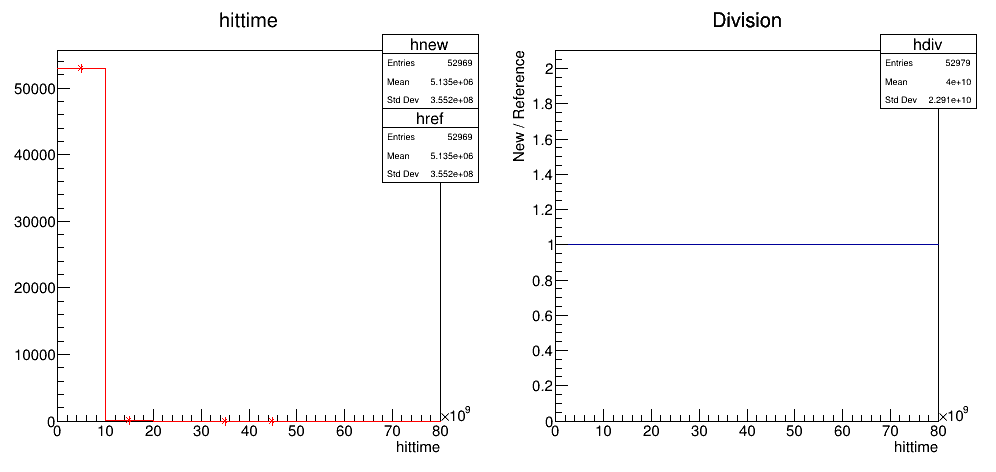 hittime
hnew
Entries 52969
Mean 5.135e+06
Std Dev 3.552e+08
href
Entries 52969
Mean 5.135e+06
Std Dev 3.552e+08
50000
40000
30000
20000
10000
0
0 10 20 30 40 50 60 70 80
×10⁹
hittime
Division
hdiv
Entries 52979
Mean 4e+10
Std Dev 2.291e+10
New / Reference
2
1.8
1.6
1.4
1.2
1
0.8
0.6
0.4
0.2
0
0 10 20 30 40 50 60 70 80
×10⁹
hittime